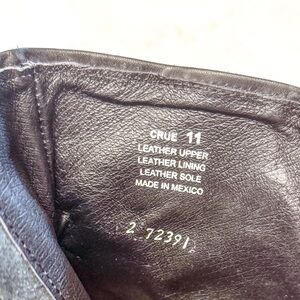 CRUE 11
LEATHER UPPER
LEATHER LINING
LEATHER SOLE
MADE IN MEXICO
2 72391